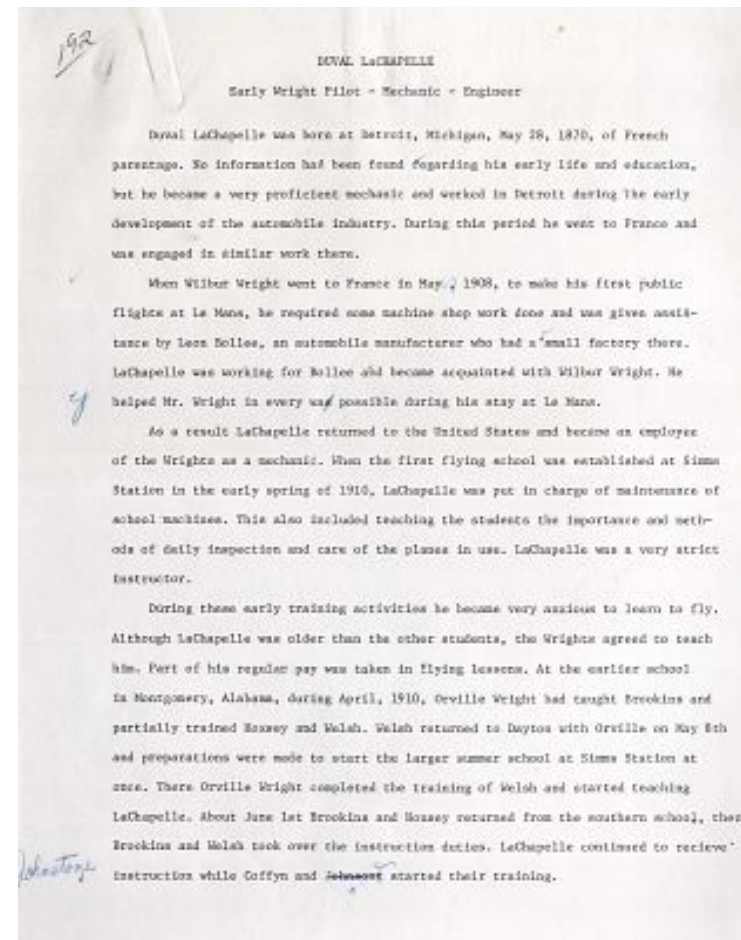 192
DUVAL LaCHAPELLE
Early Wright Pilot - Mechanic - Engineer
Duval LaChapelle was born at Detroit, Michigan, May 28, 1870, of French
parentage. No information had been found regarding his early life and education,
but he became a very proficient mechanic and worked in Detroit during the early
development of the automobile industry. During this period he went to France and
was engaged in similar work there.
When Wilbur Wright went to France in May, 1908, to make his first public
flights at Le Mans, he required some machine shop work done and was given assis-
tance by Leon Bollee, an automobile manufacturer who had a small factory there.
LaChapelle was working for Bollee and became acquainted with Wilbur Wright. He
y helped Mr. Wright in every way possible during his stay at Le Mans.
As a result LaChapelle returned to the United States and became an employee
of the Wrights as a mechanic. When the first flying school was established at Simms
Station in the early spring of 1910, LaChapelle was put in charge of maintenance of
school machines. This also included teaching the students the importance and meth-
ods of daily inspection and care of the planes in use. LaChapelle was a very strict
instructor.
During these early training activities he became very anxious to learn to fly.
Although LaChapelle was older than the other students, the Wrights agreed to teach
him. Part of his regular pay was taken in flying lessons. At the earlier school
in Montgomery, Alabama, during April, 1910, Orville Wright had taught Brookins and
partially trained Hoxsey and Welsh. Welsh returned to Dayton with Orville on May 8th
and preparations were made to start the larger summer school at Simms Station at
once. There Orville Wright completed the training of Welsh and started teaching
LaChapelle. About June 1st Brookins and Hoxsey returned from the southern school, then
Brookins and Welsh took over the instruction duties. LaChapelle continued to recieve
Johnstone instruction while Coffyn and started their training.